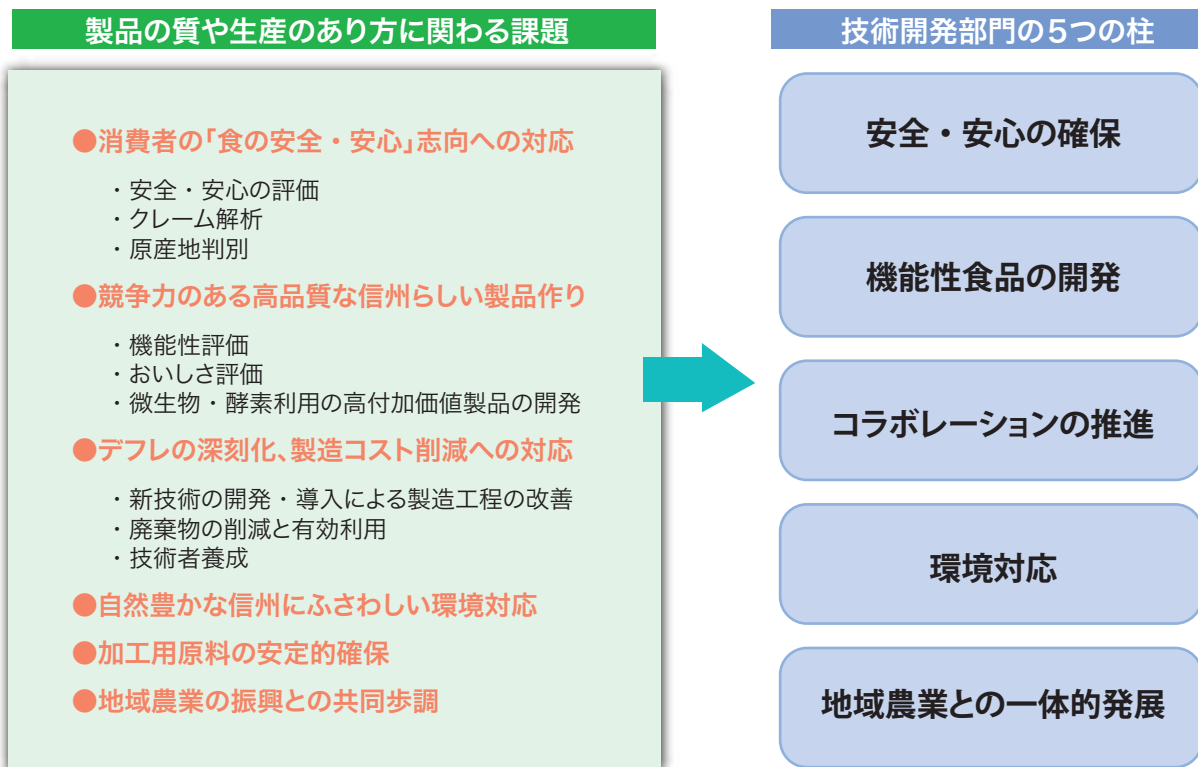 製品の質や生産のあり方に関わる課題
●消費者の「食の安全・安心」志向への対応
・安全・安心の評価
・クレーム解析
・原産地判別
●競争力のある高品質な信州らしい製品作り
・機能性評価
・おいしさ評価
・微生物・酵素利用の高付加価値製品の開発
●デフレの深刻化、製造コスト削減への対応
・新技術の開発・導入による製造工程の改善
・廃棄物の削減と有効利用
・技術者養成
●自然豊かな信州にふさわしい環境対応
●加工用原料の安定的確保
●地域農業の振興との共同歩調
技術開発部門の5つの柱
安全・安心の確保
機能性食品の開発
コラボレーションの推進
環境対応
地域農業との一体的発展